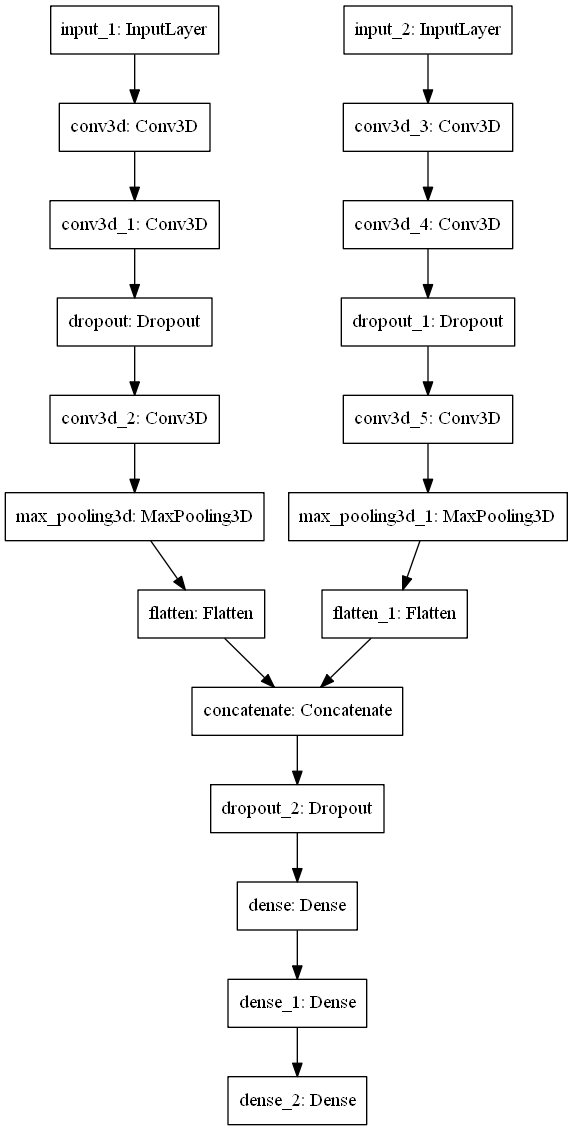 input_1: InputLayer
input_2: InputLayer
conv3d: Conv3D
conv3d_3: Conv3D
conv3d_1: Conv3D
conv3d_4: Conv3D
dropout: Dropout
dropout_1: Dropout
conv3d_2: Conv3D
conv3d_5: Conv3D
max_pooling3d: MaxPooling3D
max_pooling3d_1: MaxPooling3D
flatten: Flatten
flatten_1: Flatten
concatenate: Concatenate
dropout_2: Dropout
dense: Dense
dense_1: Dense
dense_2: Dense